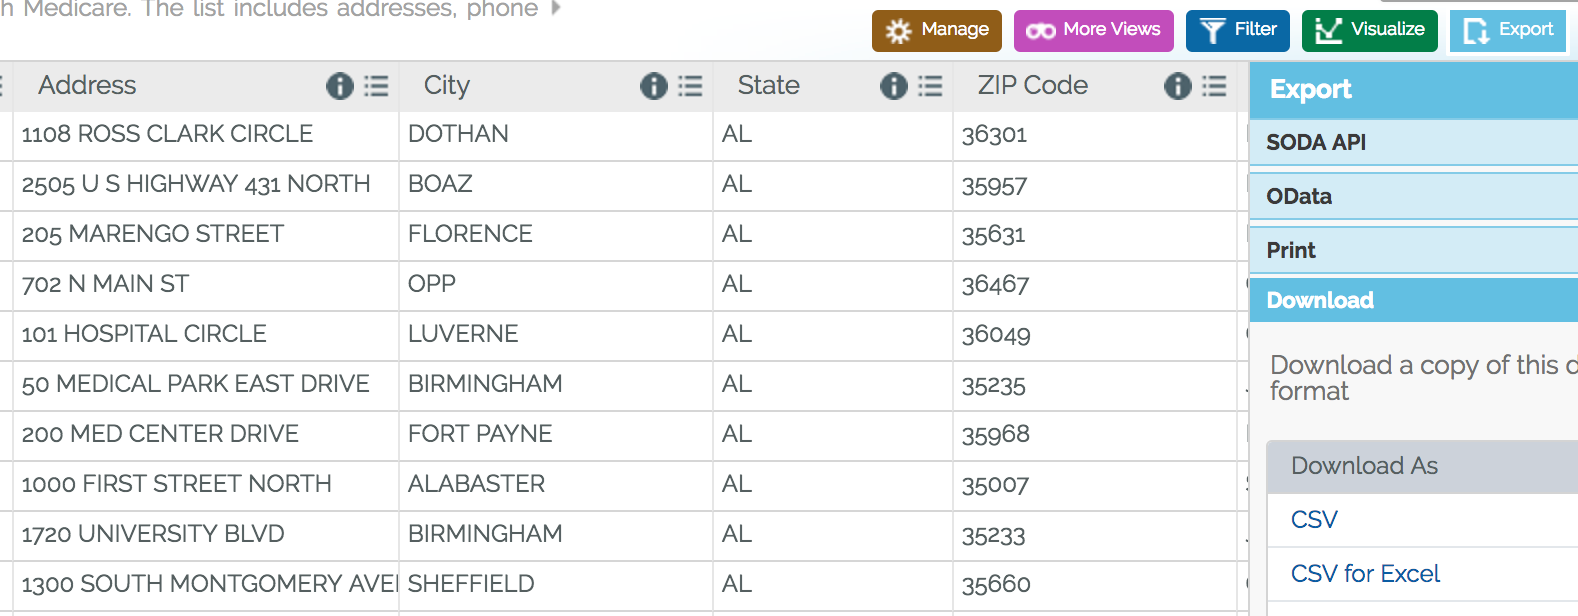 h Medicare. The list includes addresses, phone
Manage More Views Filter Visualize Export
Address City State ZIP Code Export
1108 ROSS CLARK CIRCLE DOTHAN AL 36301 SODA API
2505 U S HIGHWAY 431 NORTH BOAZ AL 35957 OData
205 MARENGO STREET FLORENCE AL 35631 Print
702 N MAIN ST OPP AL 36467 Download
101 HOSPITAL CIRCLE LUVERNE AL 36049
Download a copy of this d
format
50 MEDICAL PARK EAST DRIVE BIRMINGHAM AL 35235
200 MED CENTER DRIVE FORT PAYNE AL 35968
Download As
1000 FIRST STREET NORTH ALABASTER AL 35007
CSV
1720 UNIVERSITY BLVD BIRMINGHAM AL 35233
CSV for Excel
1300 SOUTH MONTGOMERY AVE SHEFFIELD AL 35660